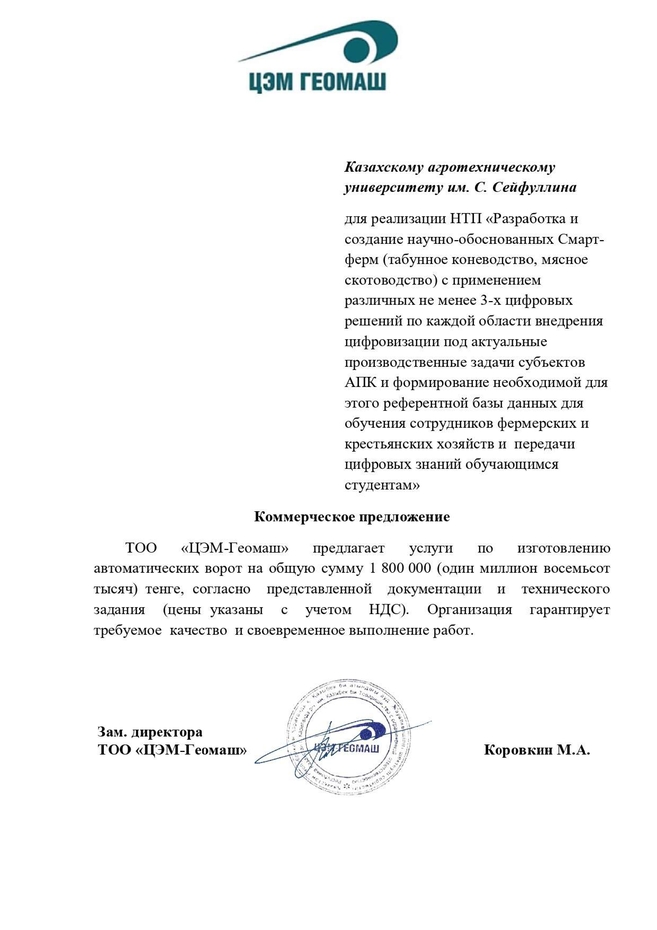 ЦЭМ ГЕОМАШ
Казахскому агротехническому
университету им. С. Сейфуллина
для реализации НТП «Разработка и
создание научно-обоснованных Смарт-
ферм (табунное коневодство, мясное
скотоводство) с применением
различных не менее 3-х цифровых
решений по каждой области внедрения
цифровизации под актуальные
производственные задачи субъектов
АПК и формирование необходимой для
этого референтной базы данных для
обучения сотрудников фермерских и
крестьянских хозяйств и передачи
цифровых знаний обучающимся
студентам»
Коммерческое предложение
ТОО «ЦЭМ-Геомаш» предлагает услуги по изготовлению
автоматических ворот на общую сумму 1 800 000 (один миллион восемьсот
тысяч) тенге, согласно представленной документации и технического
задания (цены указаны с учетом НДС). Организация гарантирует
требуемое качество и своевременное выполнение работ.
Зам. директора
ТОО «ЦЭМ-Геомаш»
ЦЭМ ГЕОМАШ
Коровкин М.А.